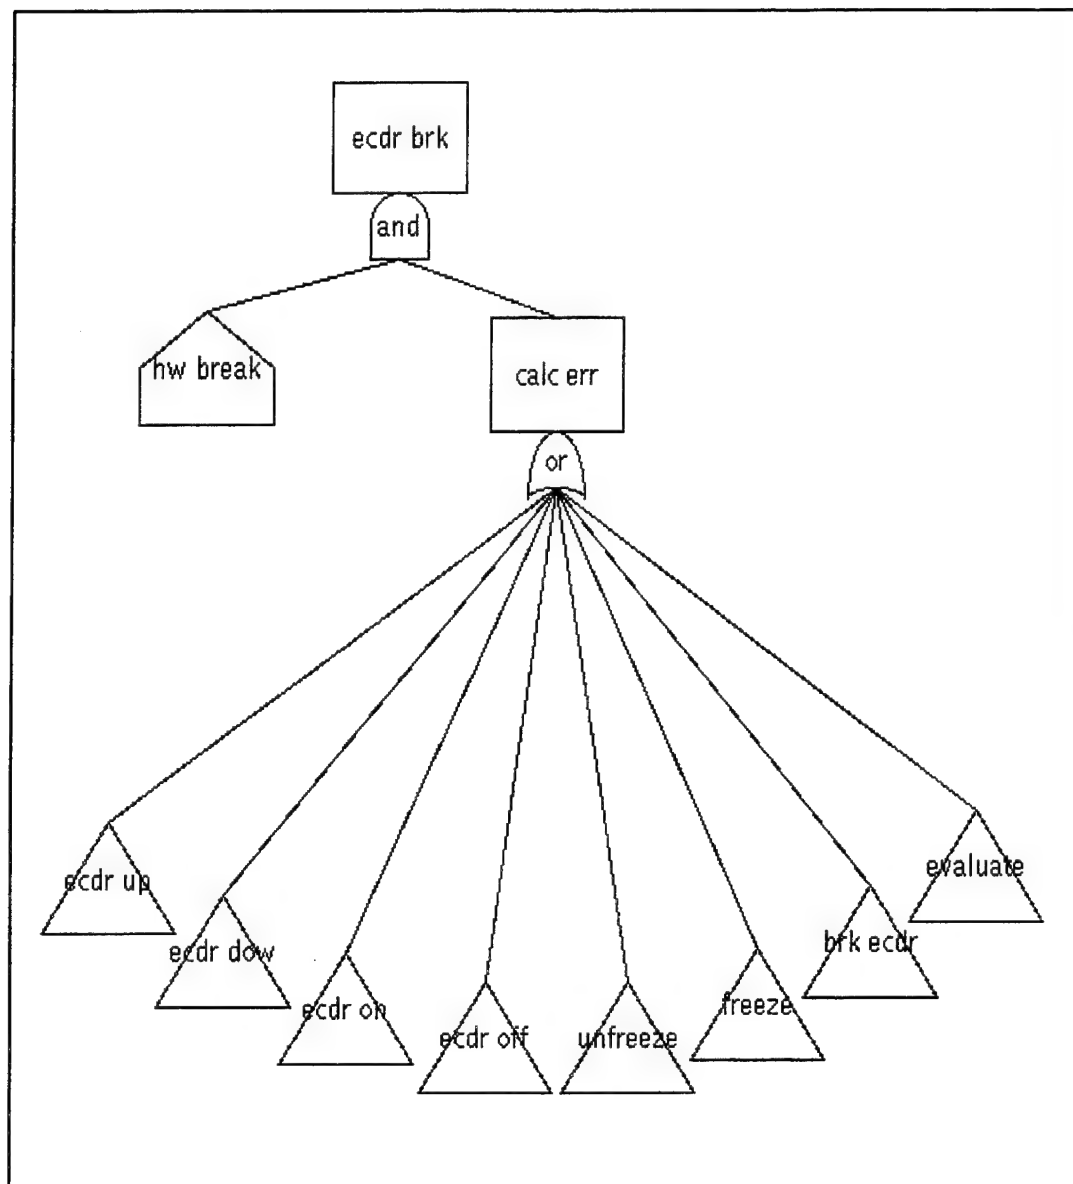 ecdr brk
and
hw break
calc err
or
ecdr up
ecdr dow
ecdr on
ecdr off
unfreeze
freeze
brk ecdr
evaluate